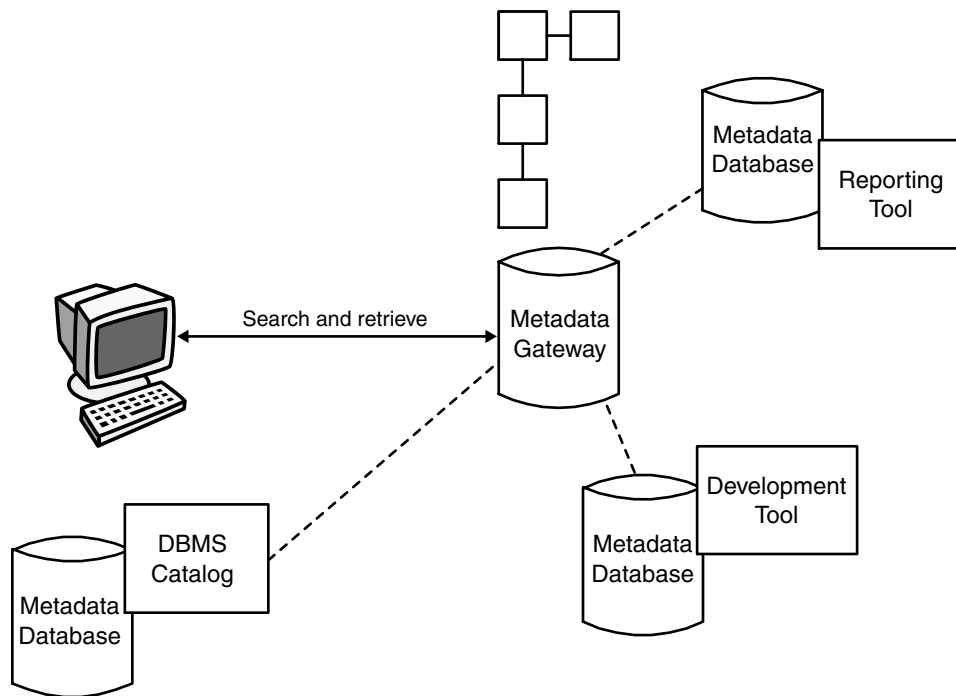 Metadata
Database
Reporting
Tool
Search and retrieve
Metadata
Gateway
Development
Tool
Metadata
Database
DBMS
Catalog
Metadata
Database